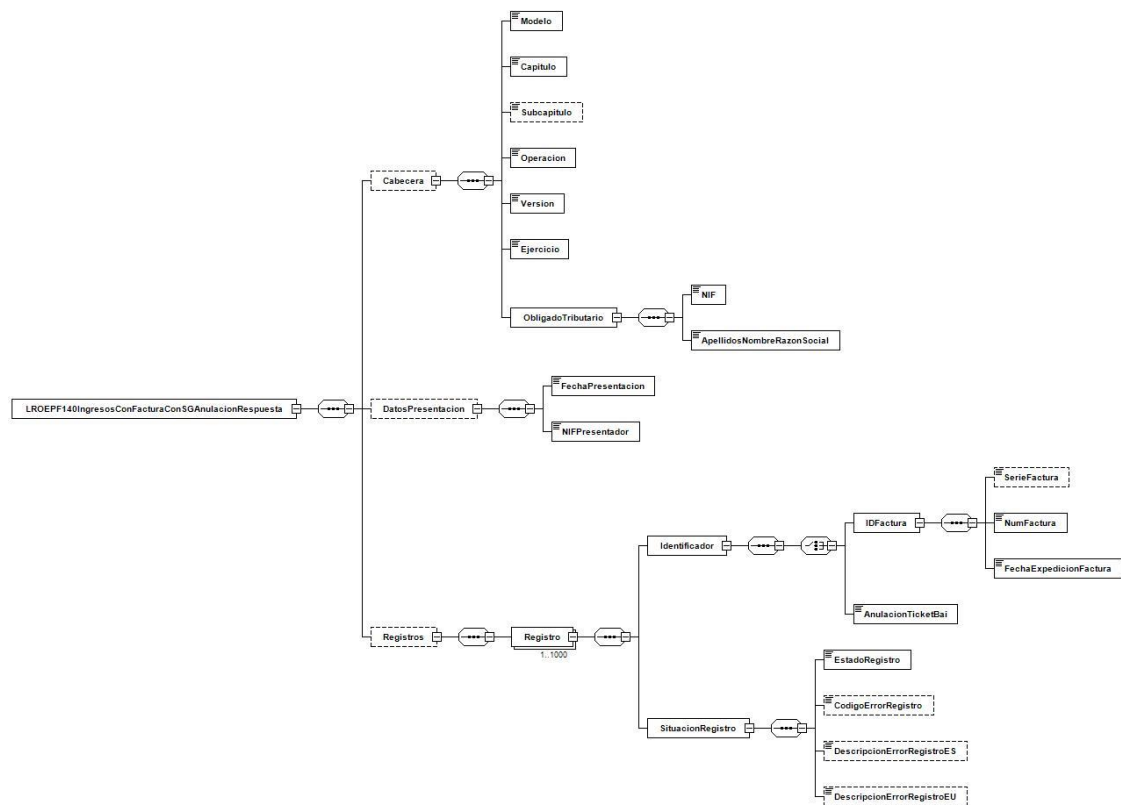 Modelo
Capitulo
Subcapitulo
Operacion
Cabecera
Version
Ejercicio
NIF
ObligadoTributario
ApellidosNombreRazonSocial
FechaPresentacion
LROEPF140IngresosConFacturaConSGAnulacionRespuesta
DatosPresentacion
NIFPresentador
SerieFactura
IDFactura
NumFactura
Identificador
FechaExpedicionFactura
AnulacionTicketBai
Registros
Registro
1..1000
EstadoRegistro
CodigoErrorRegistro
SituacionRegistro
DescripcionErrorRegistroES
DescripcionErrorRegistroEU